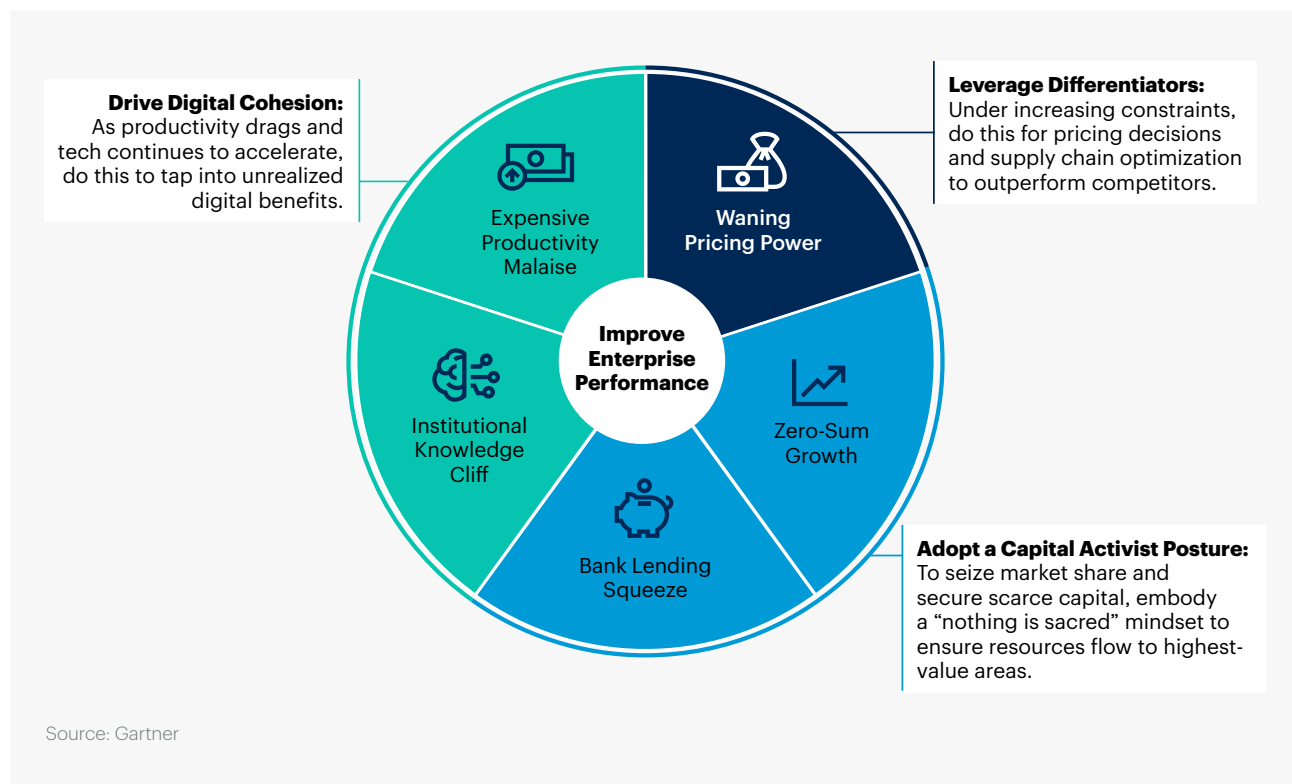 Drive Digital Cohesion:
As productivity drags and
tech continues to accelerate,
do this to tap into unrealized
digital benefits.
Leverage Differentiators:
Under increasing constraints,
do this for pricing decisions
and supply chain optimization
to outperform competitors.
Expensive
Productivity
Malaise
Waning
Pricing Power
Improve
Enterprise
Performance
Institutional
Knowledge
Cliff
Zero-Sum
Growth
Bank Lending
Squeeze
Adopt a Capital Activist Posture:
To seize market share and
secure scarce capital, embody
a “nothing is sacred” mindset to
ensure resources flow to highest-
value areas.
Source: Gartner